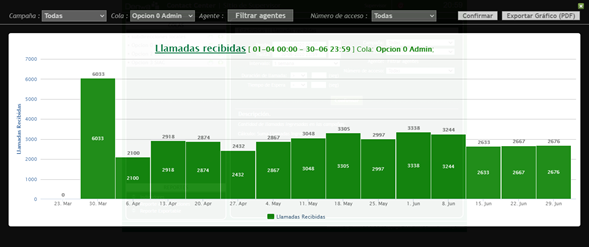 Campaña : Todas Cola : Opcion 0 Admin Agente : Filtrar agentes Número de acceso : Todas Confirmar Exportar Gráfico (PDF)
Llamadas recibidas [ 01-04 00:00 - 30-06 23:59 ] Cola: Opcion 0 Admin;
Llamadas Recibidas
7000
6000
5000
4000
3000
2000
1000
0
0 6033 2100 2918 2874 2432 2867 3048 3305 2997 3338 3244 2633 2667 2676
6033 2100 2918 2874 2432 2867 3048 3305 2997 3338 3244 2633 2667 2676
23. Mar 30. Mar 06. Apr 13. Apr 20. Apr 27. Apr 4. May 11. May 18. May 25. May 1. Jun 8. Jun 15. Jun 22. Jun 29. Jun
Llamadas Recibidas